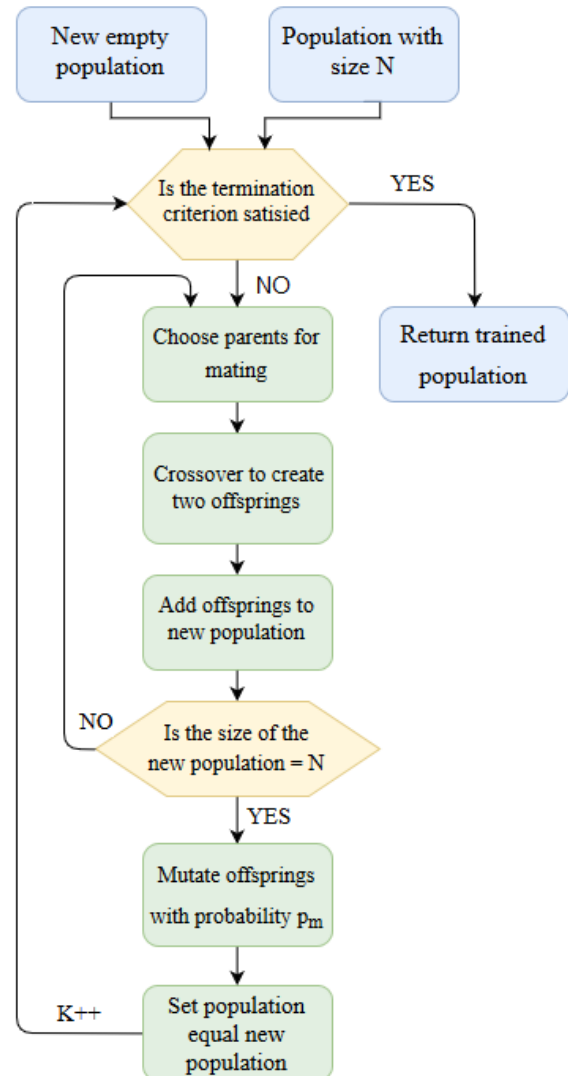 New empty
population
Population with
size N
Is the termination
criterion satisied
YES
NO
Choose parents for
mating
Return trained
population
Crossover to create
two offsprings
Add offsprings to
new population
NO
Is the size of the
new population = N
YES
Mutate offsprings
with probability pm
K++
Set population
equal new
population